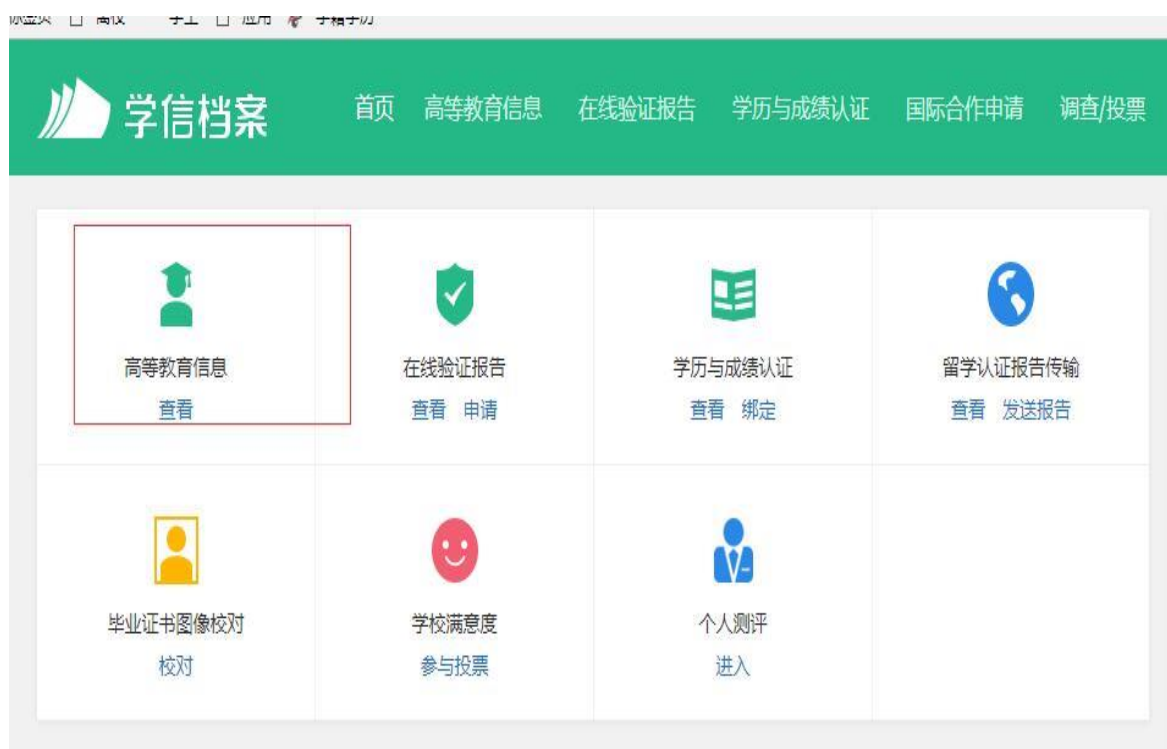 学信档案 首页 高等教育信息 在线验证报告 学历与成绩认证 国际合作申请 调查/投票
高等教育信息 在线验证报告 学历与成绩认证 留学认证报告传输
查看 查看 申请 查看 绑定 查看 发送报告
毕业证书图像校对 学校满意度 个人测评
校对 参与投票 进入